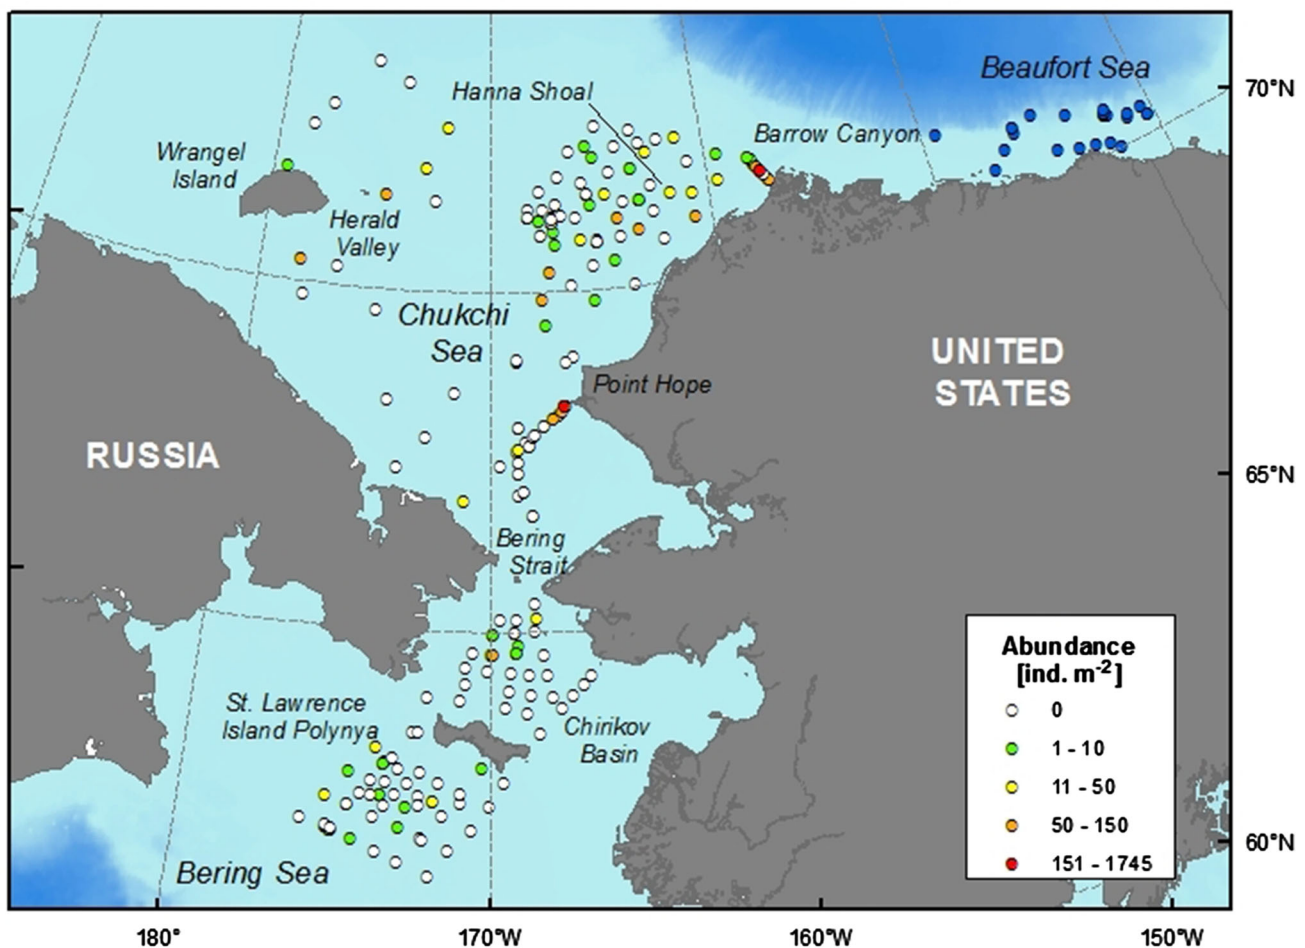 Beaufort Sea
70°N
Hanna Shoal
Barrow Canyon
Wrangel
Island
Herald
Valley
Chukchi
Sea
UNITED
STATES
Point Hope
RUSSIA
65°N
Bering
Strait
Abundance
[ind. m-2]
0
1 - 10
11 - 50
50 - 150
151 - 1745
St. Lawrence
Island Polynya
Chirikov
Basin
60°N
Bering Sea
180°
170°W
160°W
150°W